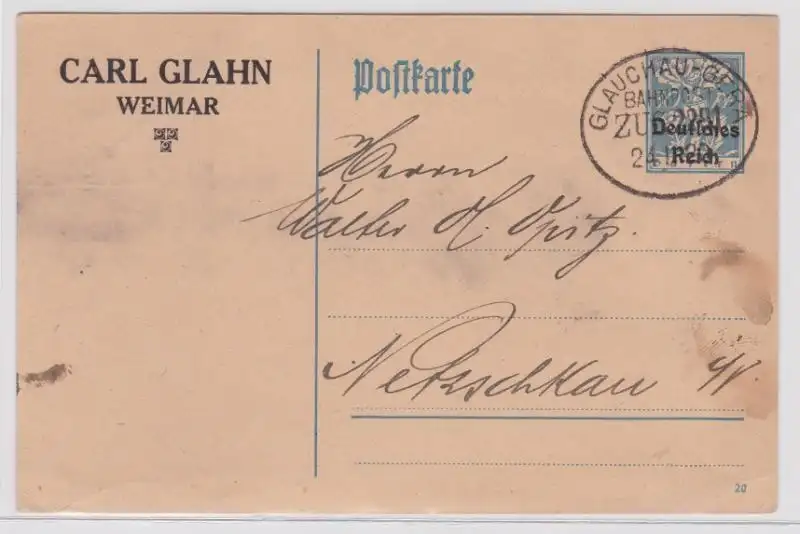 CARL GLAHN
WEIMAR
Postkarte
GLAUCHAU-GERA
BAHNPOST
ZUG
Deutsches
Reich
Herrn
Walter H. Opitz.
Netzschkau
20